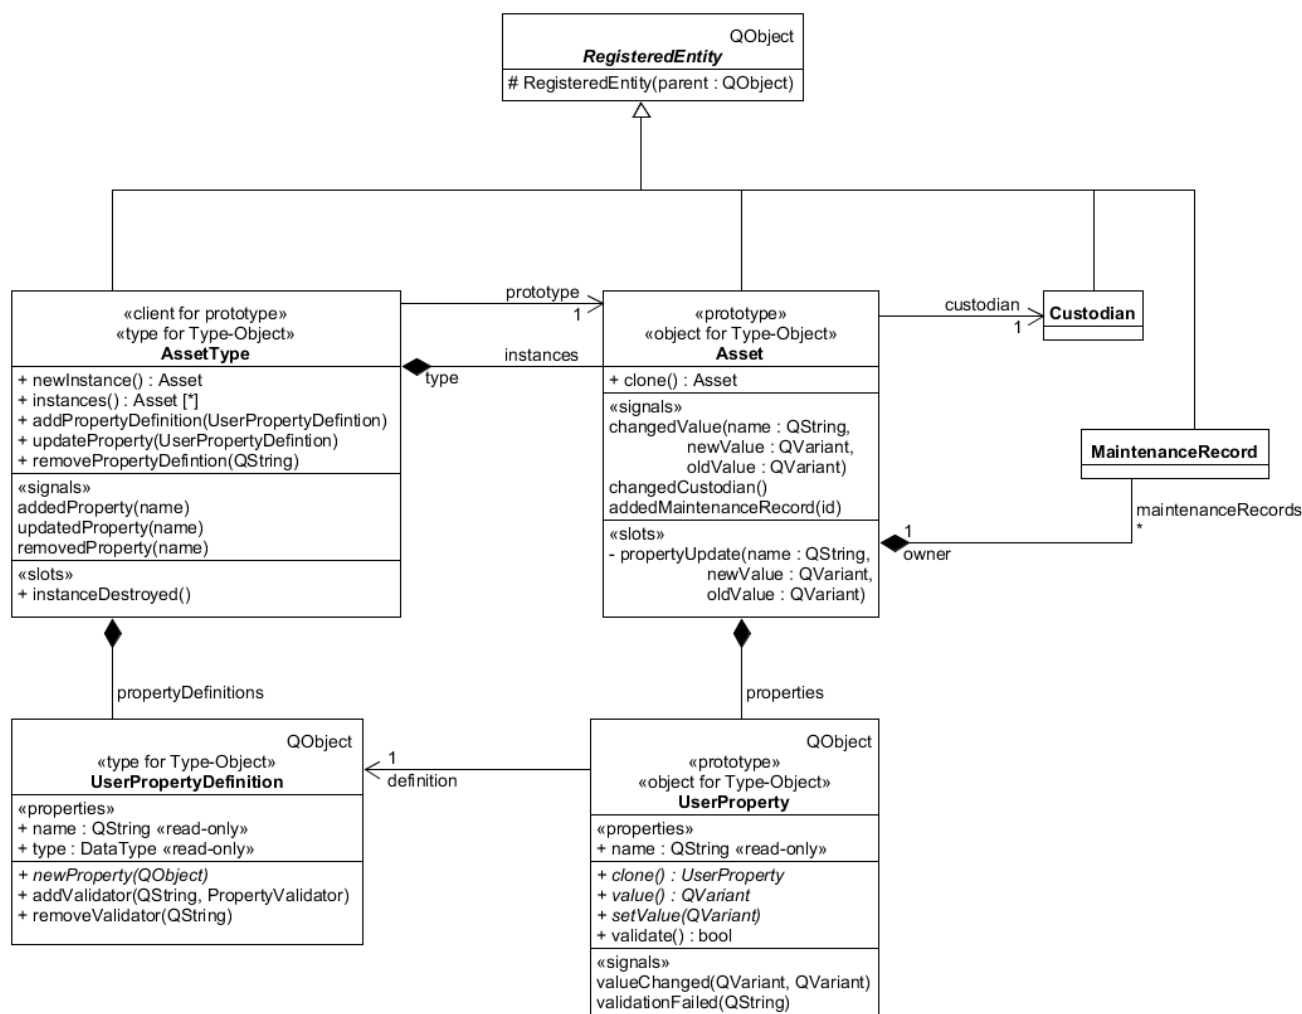 QObject
RegisteredEntity
# RegisteredEntity(parent : QObject)
«client for prototype»
«type for Type-Object»
AssetType
+ newInstance() : Asset
+ instances() : Asset [*]
+ addPropertyDefinition(UserPropertyDefintion)
+ updateProperty(UserPropertyDefintion)
+ removePropertyDefintion(QString)
«signals»
addedProperty(name)
updatedProperty(name)
removedProperty(name)
«slots»
+ instanceDestroyed()
prototype
1
instances
type
«prototype»
«object for Type-Object»
Asset
+ clone() : Asset
«signals»
changedValue(name : QString,
newValue : QVariant,
oldValue : QVariant)
changedCustodian()
addedMaintenanceRecord(id)
«slots»
- propertyUpdate(name : QString,
newValue : QVariant,
oldValue : QVariant)
custodian
1
Custodian
MaintenanceRecord
maintenanceRecords
*
1
owner
propertyDefinitions
properties
QObject
«type for Type-Object»
UserPropertyDefinition
«properties»
+ name : QString «read-only»
+ type : DataType «read-only»
+ newProperty(QObject)
+ addValidator(QString, PropertyValidator)
+ removeValidator(QString)
1
definition
QObject
«prototype»
«object for Type-Object»
UserProperty
«properties»
+ name : QString «read-only»
+ clone() : UserProperty
+ value() : QVariant
+ setValue(QVariant)
+ validate() : bool
«signals»
valueChanged(QVariant, QVariant)
validationFailed(QString)